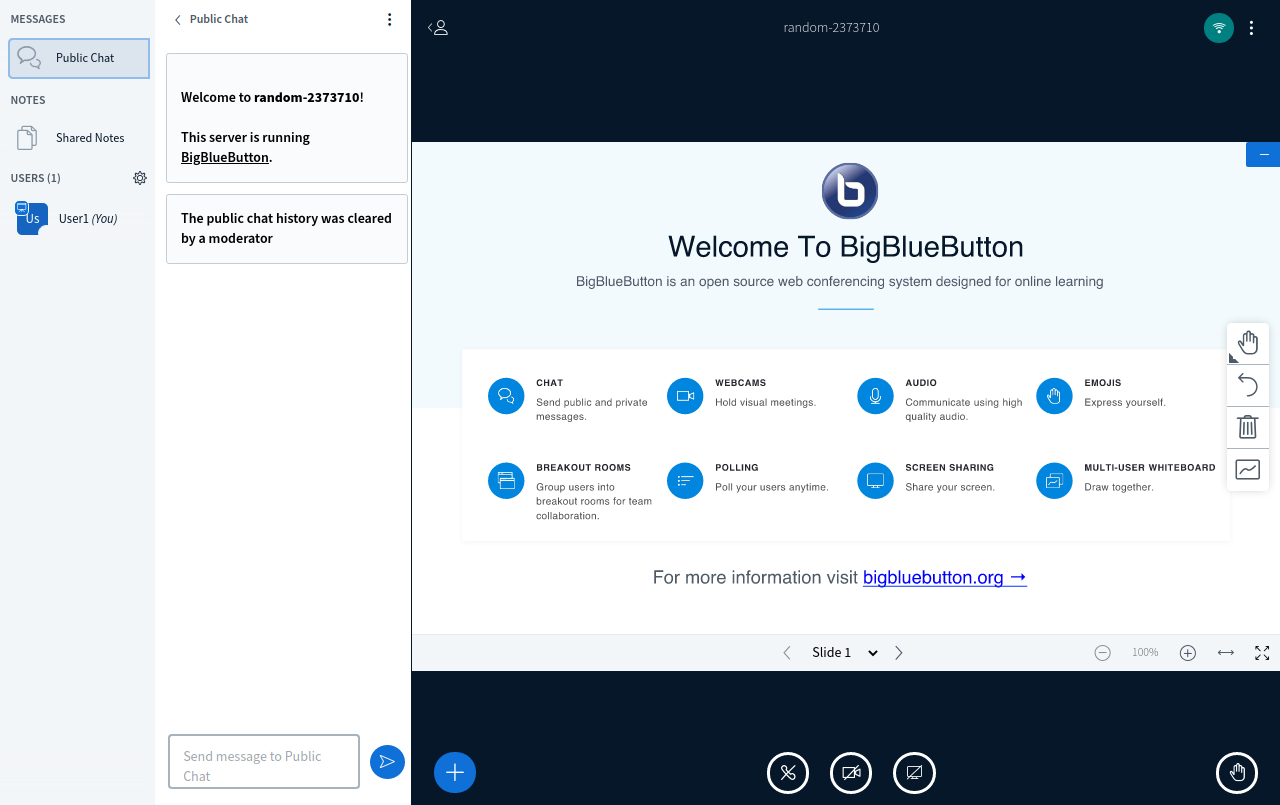 MESSAGES
Public Chat
NOTES
Shared Notes
USERS (1)
Us
User1 (You)
Public Chat
Welcome to random-2373710!
This server is running
BigBlueButton.
The public chat history was cleared
by a moderator
Send message to Public
Chat
random-2373710
Welcome To BigBlueButton
BigBlueButton is an open source web conferencing system designed for online learning
CHAT
Send public and private
messages.
WEBCAMS
Hold visual meetings.
AUDIO
Communicate using high
quality audio.
EMOJIS
Express yourself.
BREAKOUT ROOMS
Group users into
breakout rooms for team
collaboration.
POLLING
Poll your users anytime.
SCREEN SHARING
Share your screen.
MULTI-USER WHITEBOARD
Draw together.
For more information visit bigbluebutton.org →
Slide 1
100%